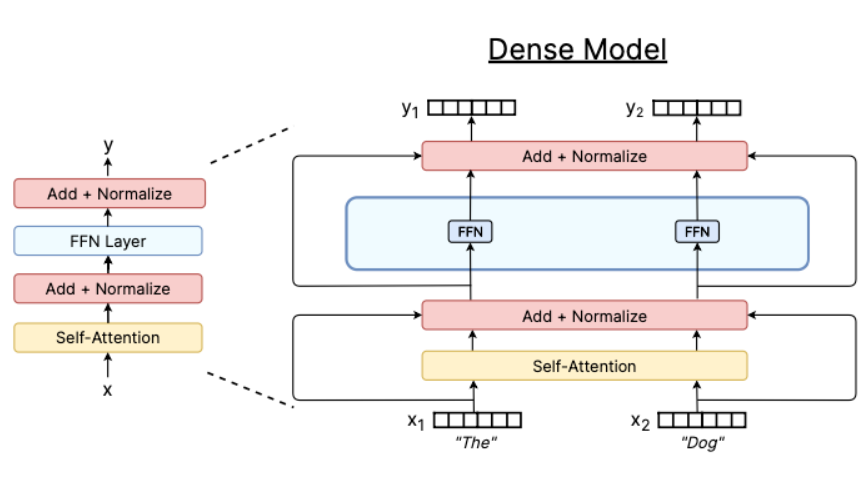 Dense Model
y
Add + Normalize
FFN Layer
Add + Normalize
Self-Attention
x
y1 y2
Add + Normalize
FFN FFN
Add + Normalize
Self-Attention
x1 x2
"The" "Dog"